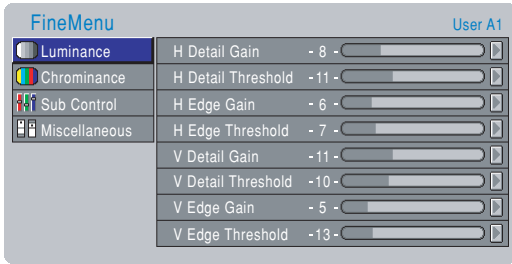 FineMenu
User A1
Luminance
Chrominance
Sub Control
Miscellaneous
H Detail Gain - 8 -
H Detail Threshold -11-
H Edge Gain - 6 -
H Edge Threshold - 7 -
V Detail Gain -11-
V Detail Threshold -10-
V Edge Gain - 5 -
V Edge Threshold -13-